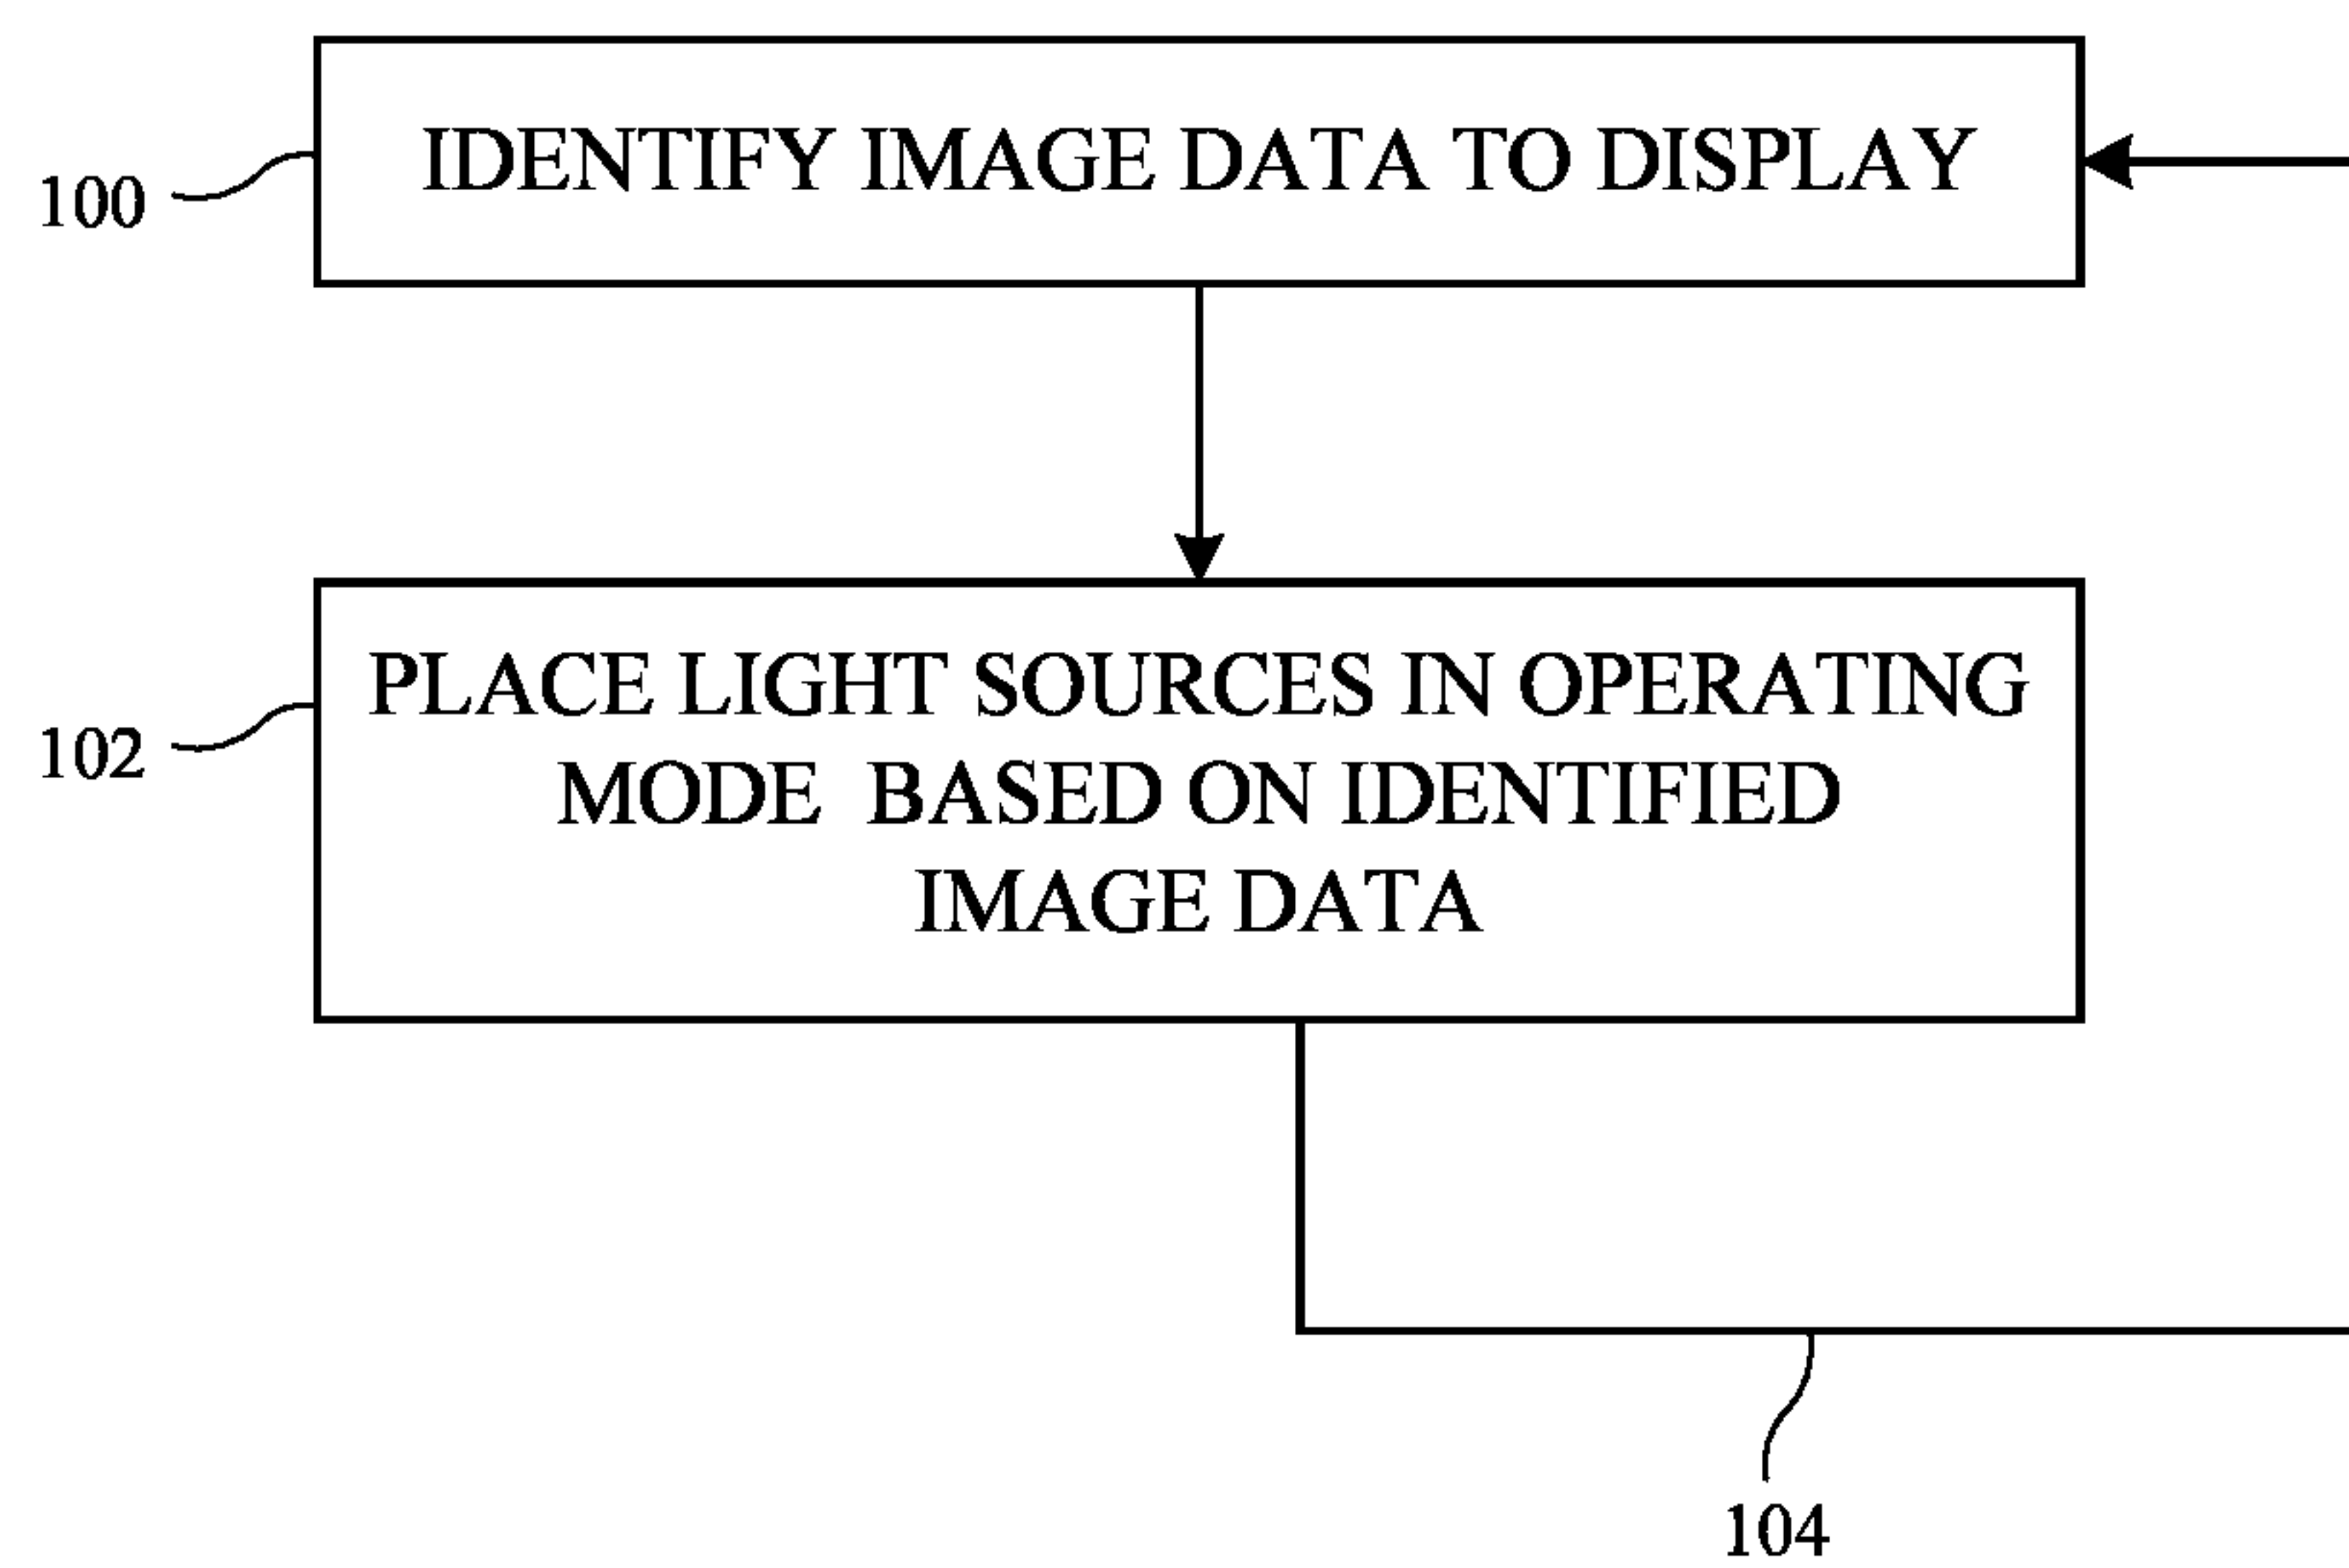 IDENTIFY IMAGE DATA TO DISPLAY
100
PLACE LIGHT SOURCES IN OPERATING
MODE BASED ON IDENTIFIED
IMAGE DATA
102
104